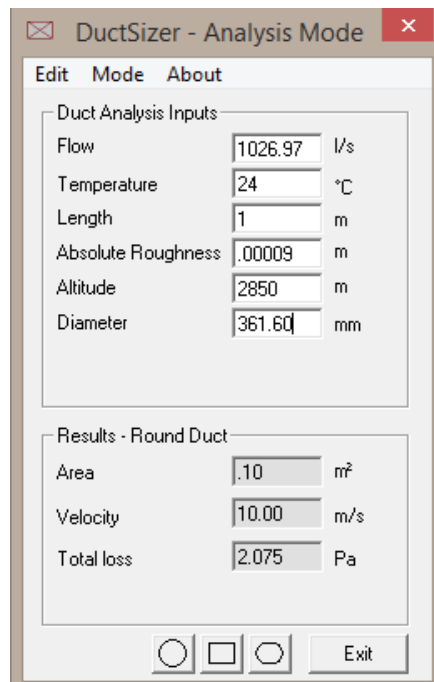 DuctSizer - Analysis Mode
Edit Mode About
Duct Analysis Inputs
Flow 1026.97 l/s
Temperature 24 °C
Length 1 m
Absolute Roughness .00009 m
Altitude 2850 m
Diameter 361.60 mm
Results - Round Duct
Area .10 m²
Velocity 10.00 m/s
Total loss 2.075 Pa
Exit